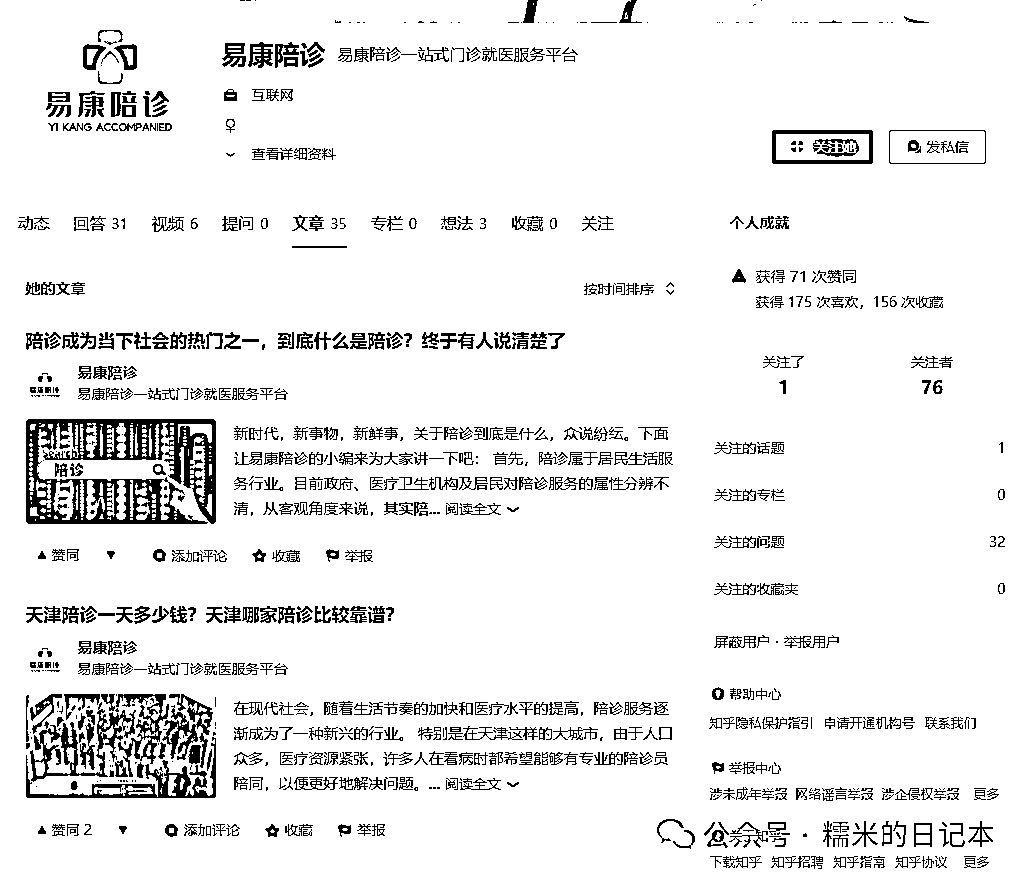 易康陪诊
YI KANG ACCOMPANIED
易康陪诊 易康陪诊一站式门诊就医服务平台
互联网
查看详细资料
关注她 发私信
动态 回答 31 视频 6 提问 0 文章 35 专栏 0 想法 3 收藏 0 关注
她的文章 按时间排序
陪诊成为当下社会的热门之一，到底什么是陪诊？终于有人说清楚了
易康陪诊
易康陪诊一站式门诊就医服务平台
search
陪诊
新时代，新事物，新鲜事，关于陪诊到底是什么，众说纷纭。下面
让易康陪诊的小编来为大家讲一下吧： 首先，陪诊属于居民生活服
务行业。目前政府、医疗卫生机构及居民对陪诊服务的属性分辨不
清，从客观角度来说，其实陪... 阅读全文
赞同 添加评论 收藏 举报
天津陪诊一天多少钱？天津哪家陪诊比较靠谱？
易康陪诊
易康陪诊一站式门诊就医服务平台
在现代社会，随着生活节奏的加快和医疗水平的提高，陪诊服务逐
渐成为了一种新兴的行业。 特别是在天津这样的大城市，由于人口
众多，医疗资源紧张，许多人在看病时都希望能够有专业的陪诊员
陪同，以便更好地解决问题。... 阅读全文
赞同 2 添加评论 收藏 举报
个人成就
获得 71 次赞同
获得 175 次喜欢，156 次收藏
关注了 关注者
1 76
关注的话题 1
关注的专栏 0
关注的问题 32
关注的收藏夹 0
屏蔽用户 · 举报用户
帮助中心
知乎隐私保护指引 申请开通机构号 联系我们
举报中心
涉未成年举报 网络谣言举报 涉企侵权举报 更多
关于知乎
公众号 · 糯米的日记本
下载知乎 知乎招聘 知乎指南 知乎协议 更多